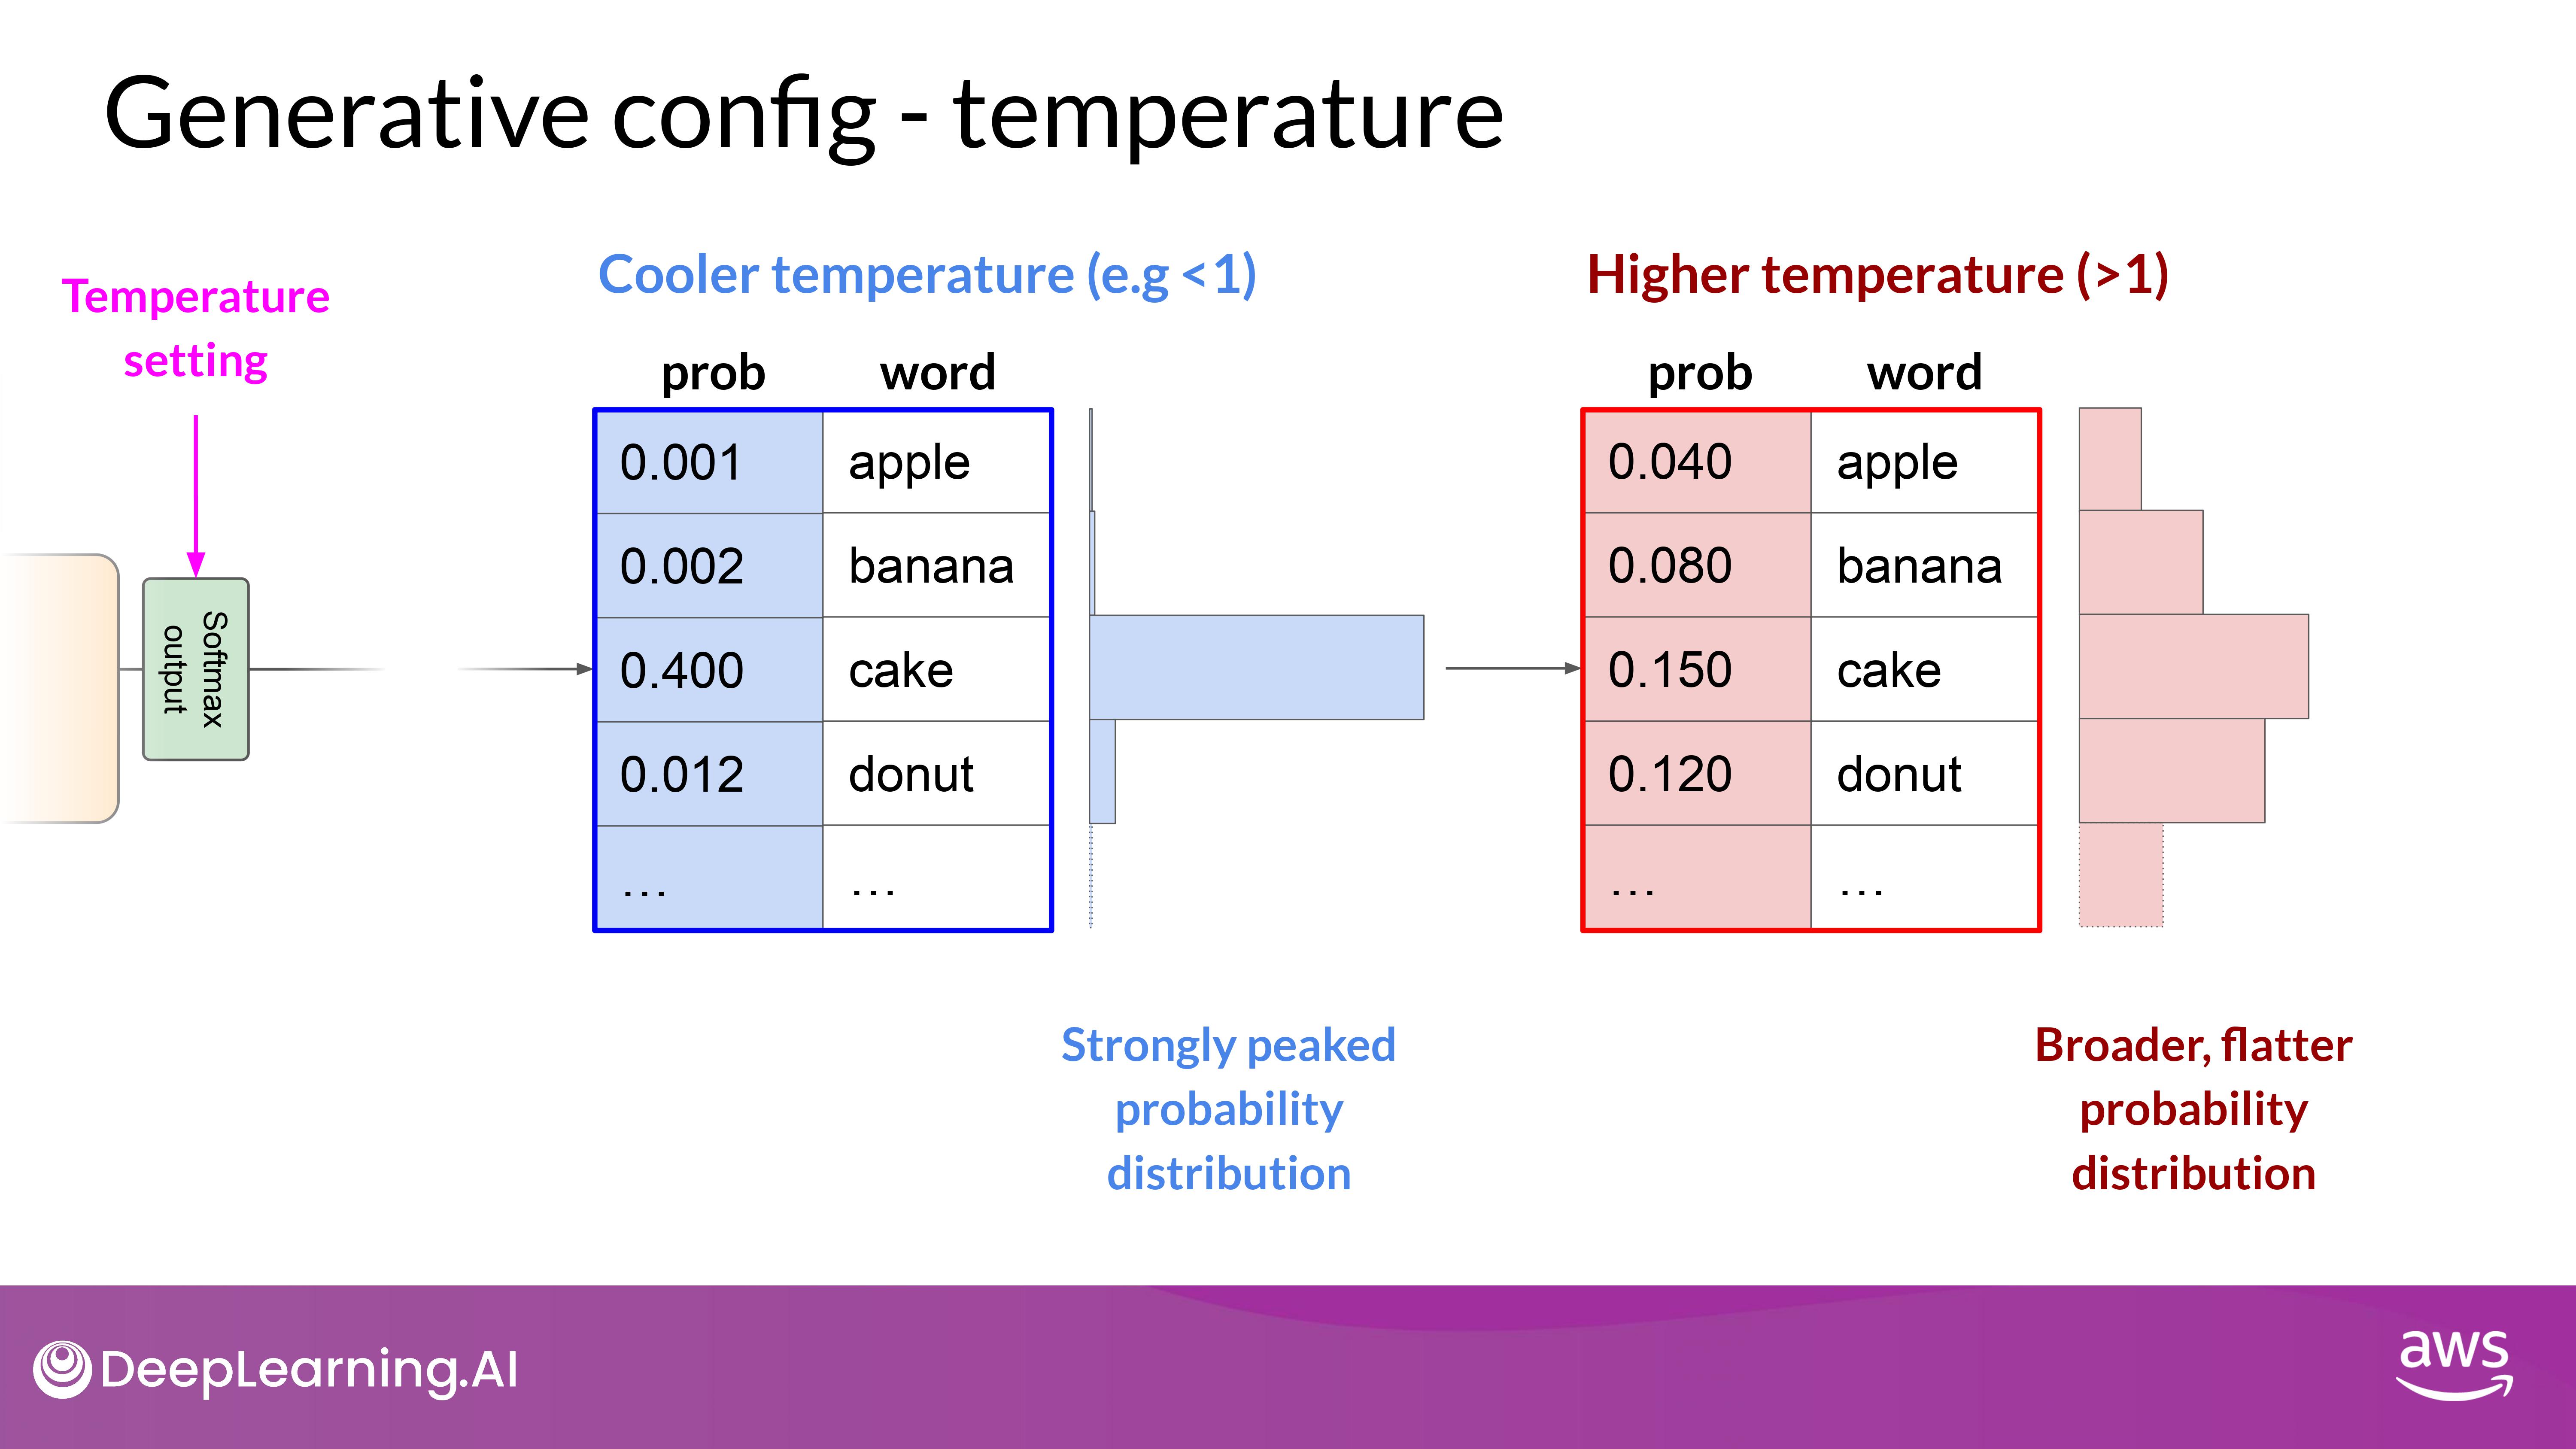 Generative config - temperature
Temperature
setting
Softmax
output
Cooler temperature (e.g <1)
prob word
0.001 apple
0.002 banana
0.400 cake
0.012 donut
… …
Strongly peaked
probability
distribution
Higher temperature (>1)
prob word
0.040 apple
0.080 banana
0.150 cake
0.120 donut
… …
Broader, flatter
probability
distribution
DeepLearning.AI
aws